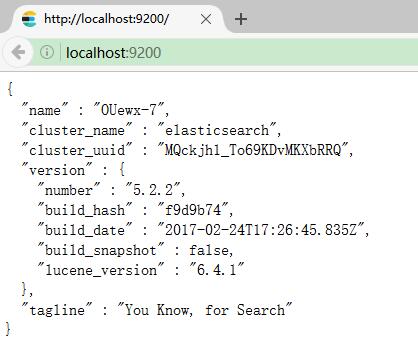 http://localhost:9200/
localhost:9200
{
  "name" : "OUewx-7",
  "cluster_name" : "elasticsearch",
  "cluster_uuid" : "MQckjhl_To69KDvMKXbRRQ",
  "version" : {
    "number" : "5.2.2",
    "build_hash" : "f9d9b74",
    "build_date" : "2017-02-24T17:26:45.835Z",
    "build_snapshot" : false,
    "lucene_version" : "6.4.1"
  },
  "tagline" : "You Know, for Search"
}